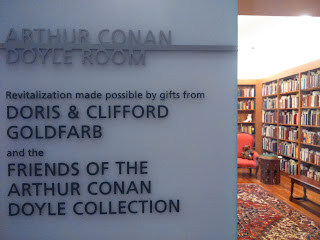 ARTHUR CONAN
DOYLE ROOM
Revitalization made possible by gifts from
DORIS & CLIFFORD
GOLDFARB
and the
FRIENDS OF THE
ARTHUR CONAN
DOYLE COLLECTION